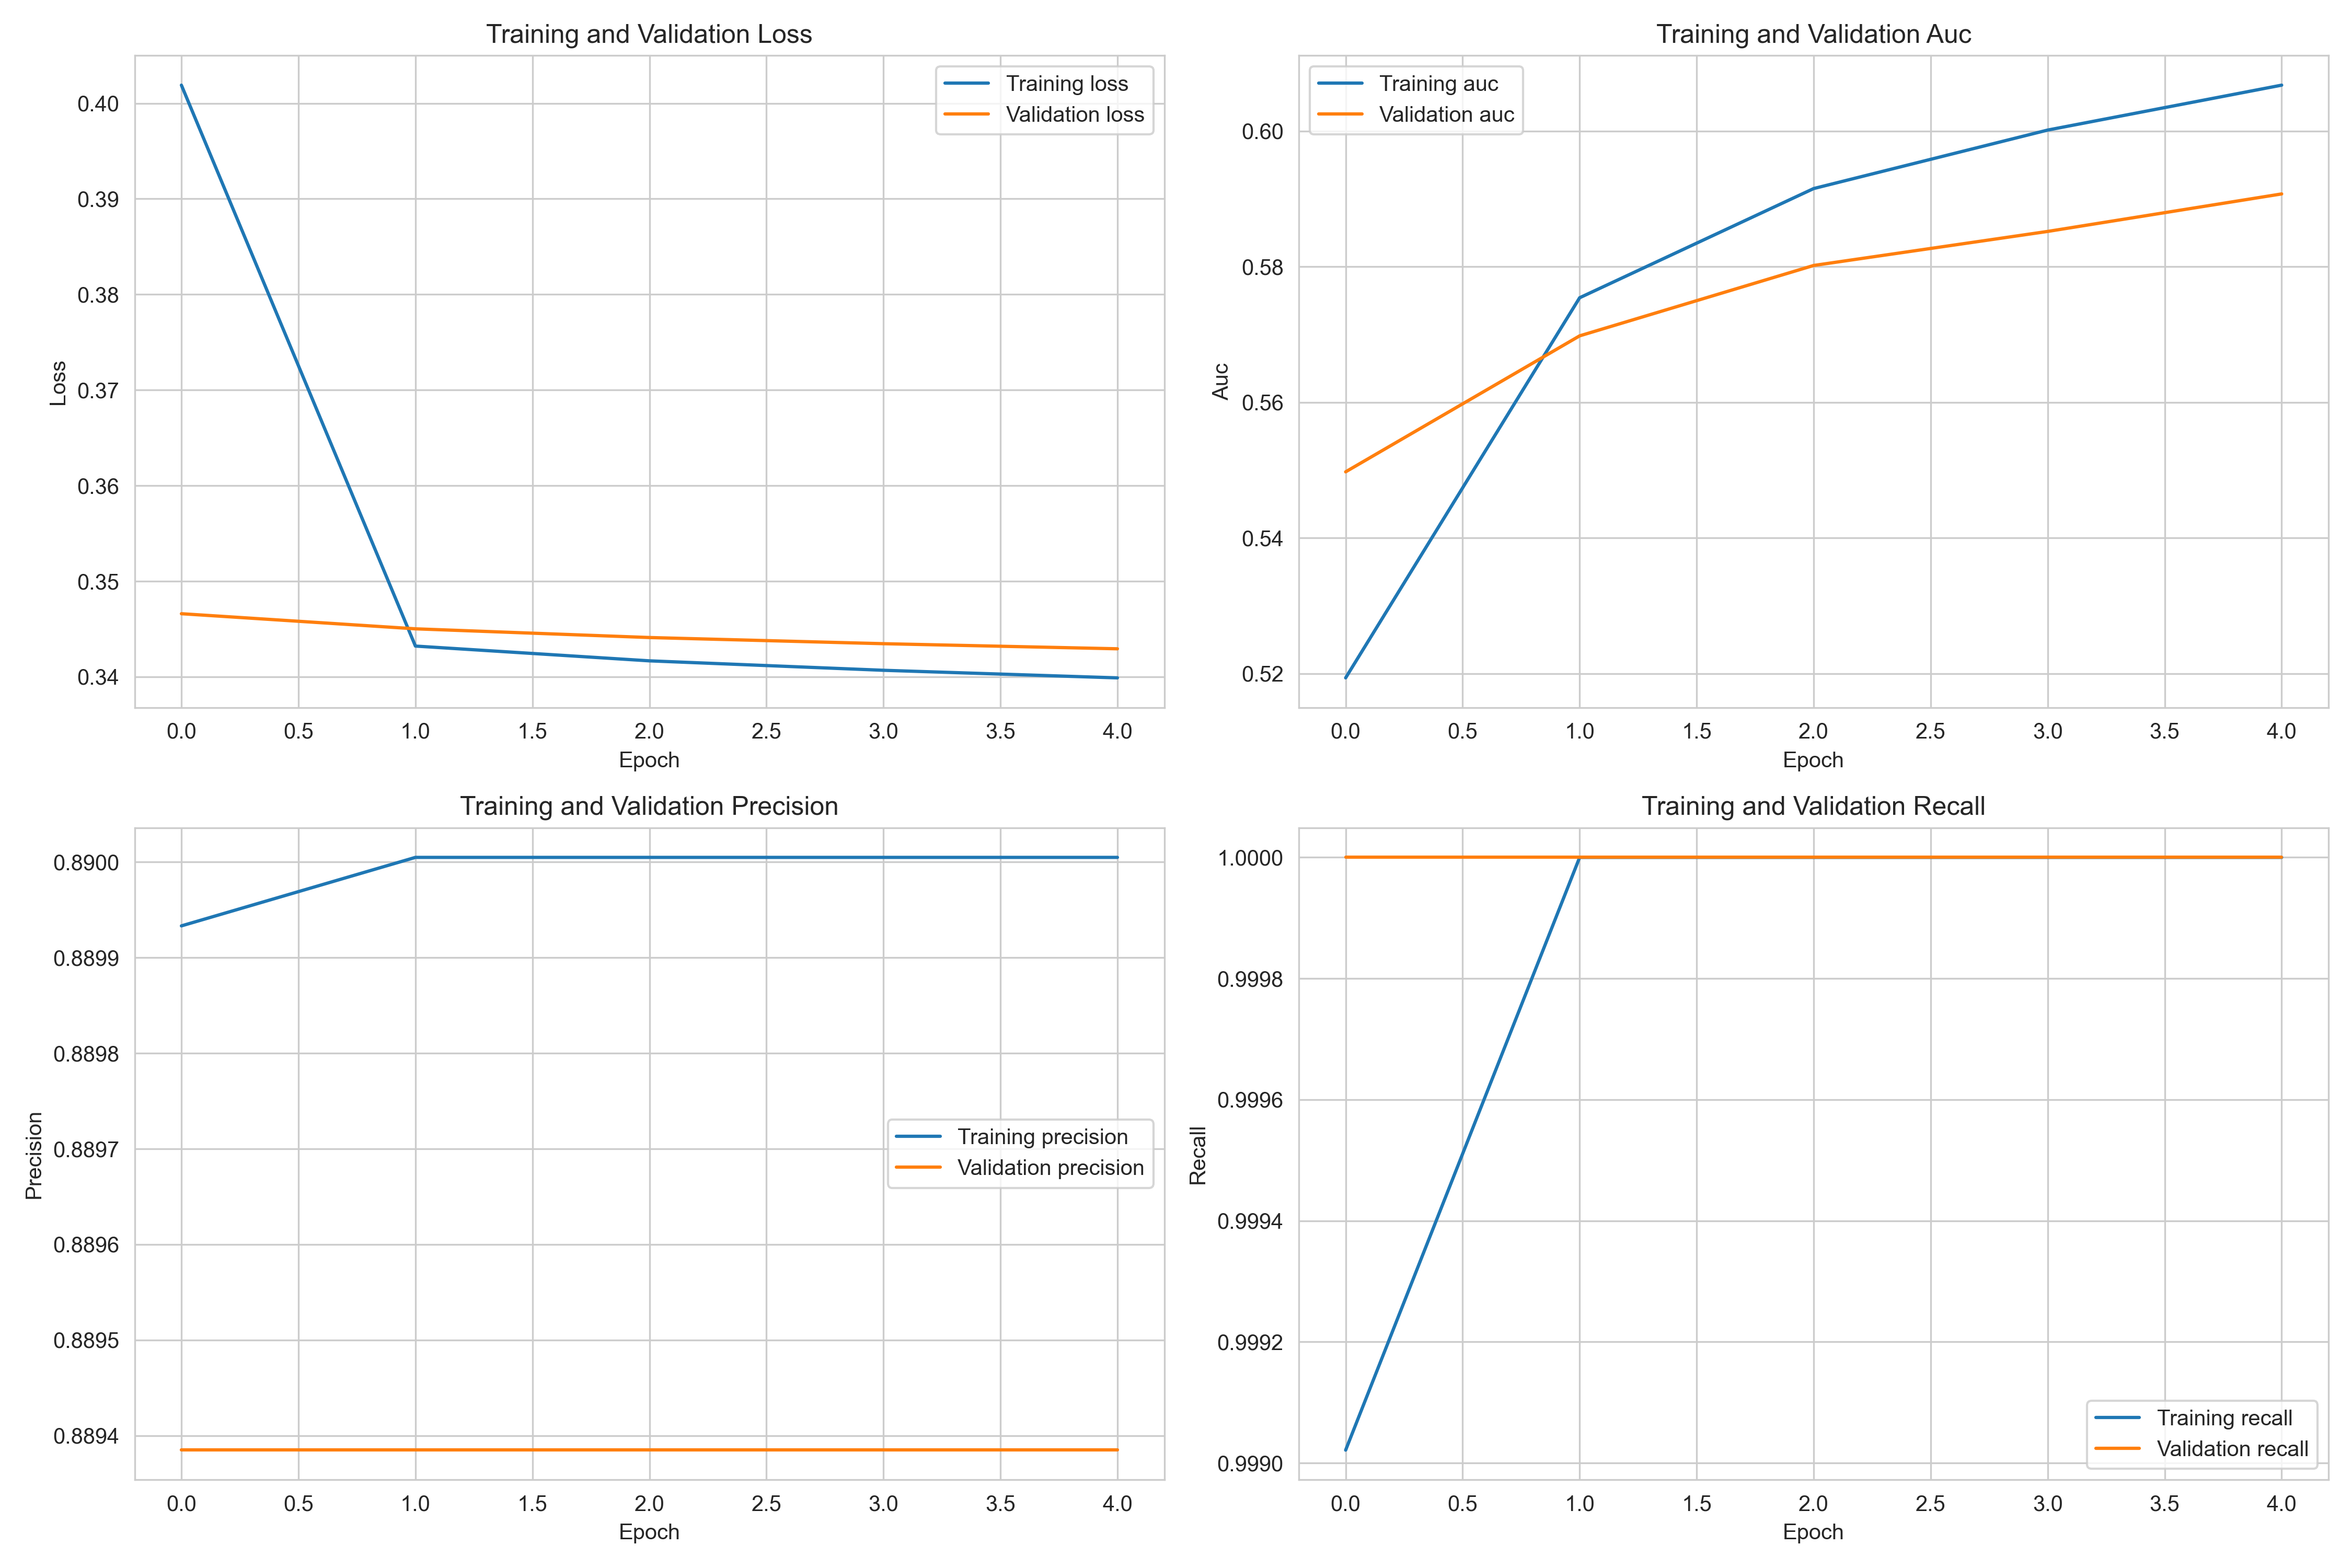 Training and Validation Loss
Training loss
Validation loss
0.40
0.39
0.38
0.37
0.36
0.35
0.34
Loss
0.0 0.5 1.0 1.5 2.0 2.5 3.0 3.5 4.0
Epoch
Training and Validation Auc
Training auc
Validation auc
0.60
0.58
0.56
0.54
0.52
Auc
0.0 0.5 1.0 1.5 2.0 2.5 3.0 3.5 4.0
Epoch
Training and Validation Precision
0.8900
0.8899
0.8898
0.8897
0.8896
0.8895
0.8894
Precision
Training precision
Validation precision
0.0 0.5 1.0 1.5 2.0 2.5 3.0 3.5 4.0
Epoch
Training and Validation Recall
1.0000
0.9998
0.9996
0.9994
0.9992
0.9990
Recall
Training recall
Validation recall
0.0 0.5 1.0 1.5 2.0 2.5 3.0 3.5 4.0
Epoch